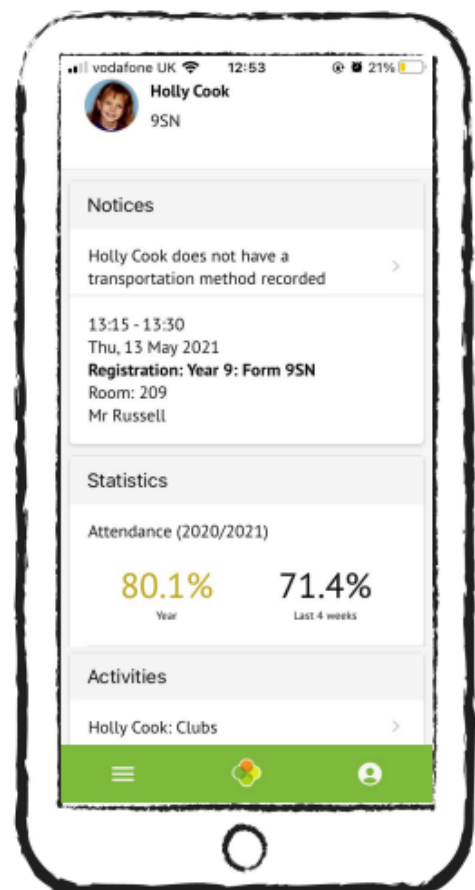 vodafone UK 12:53 21%
Holly Cook
9SN
Notices
Holly Cook does not have a
transportation method recorded
13:15 - 13:30
Thu, 13 May 2021
Registration: Year 9: Form 9SN
Room: 209
Mr Russell
Statistics
Attendance (2020/2021)
80.1% 71.4%
Year Last 4 weeks
Activities
Holly Cook: Clubs